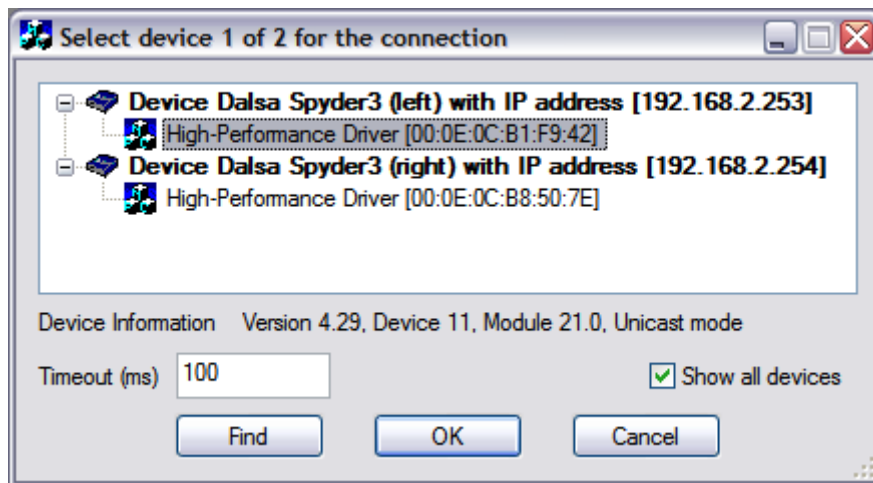 Select device 1 of 2 for the connection
Device Dalsa Spyder3 (left) with IP address [192.168.2.253]
High-Performance Driver [00:0E:0C:B1:F9:42]
Device Dalsa Spyder3 (right) with IP address [192.168.2.254]
High-Performance Driver [00:0E:0C:B8:50:7E]
Device Information Version 4.29, Device 11, Module 21.0, Unicast mode
Timeout (ms) 100 Show all devices
Find OK Cancel